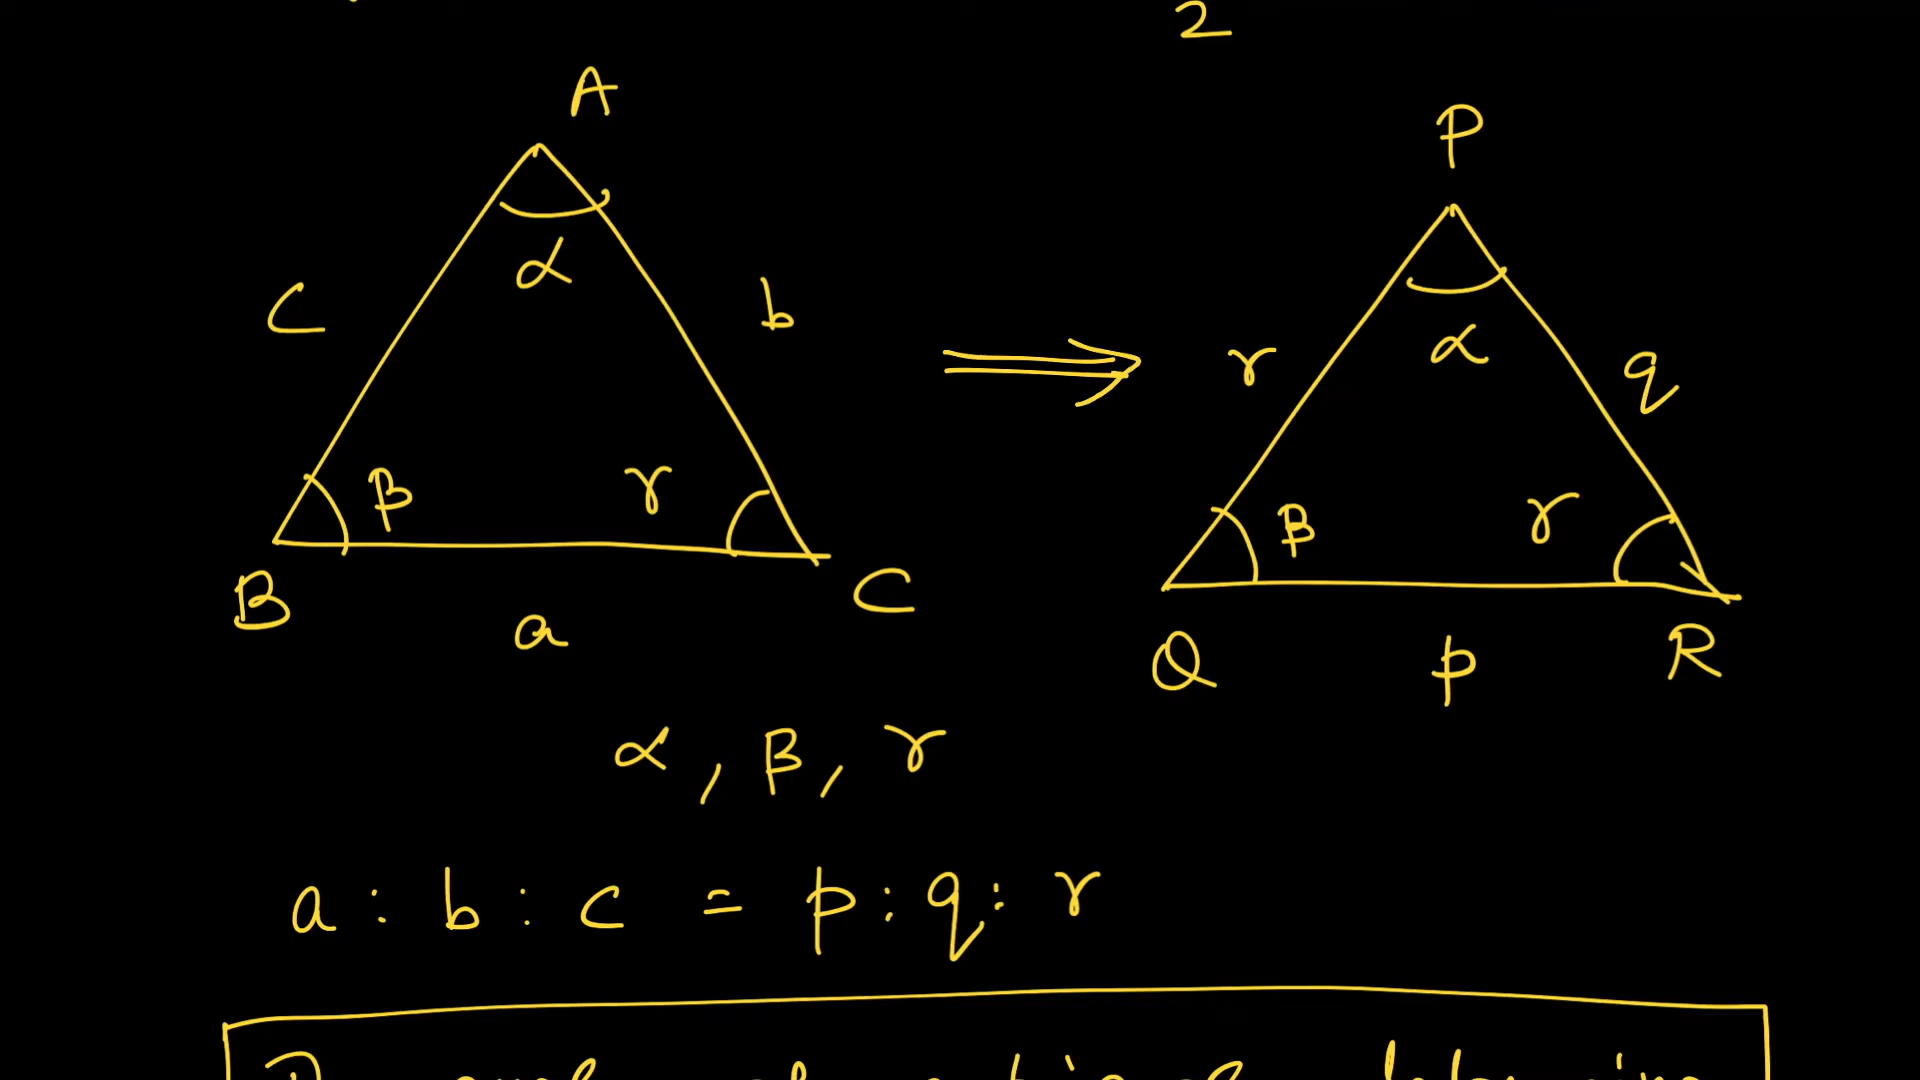 2
A
P
C
α
b
r
α
q
β
γ
β
γ
B
a
C
Q
p
R
α, β, γ
a : b : c = p : q : r